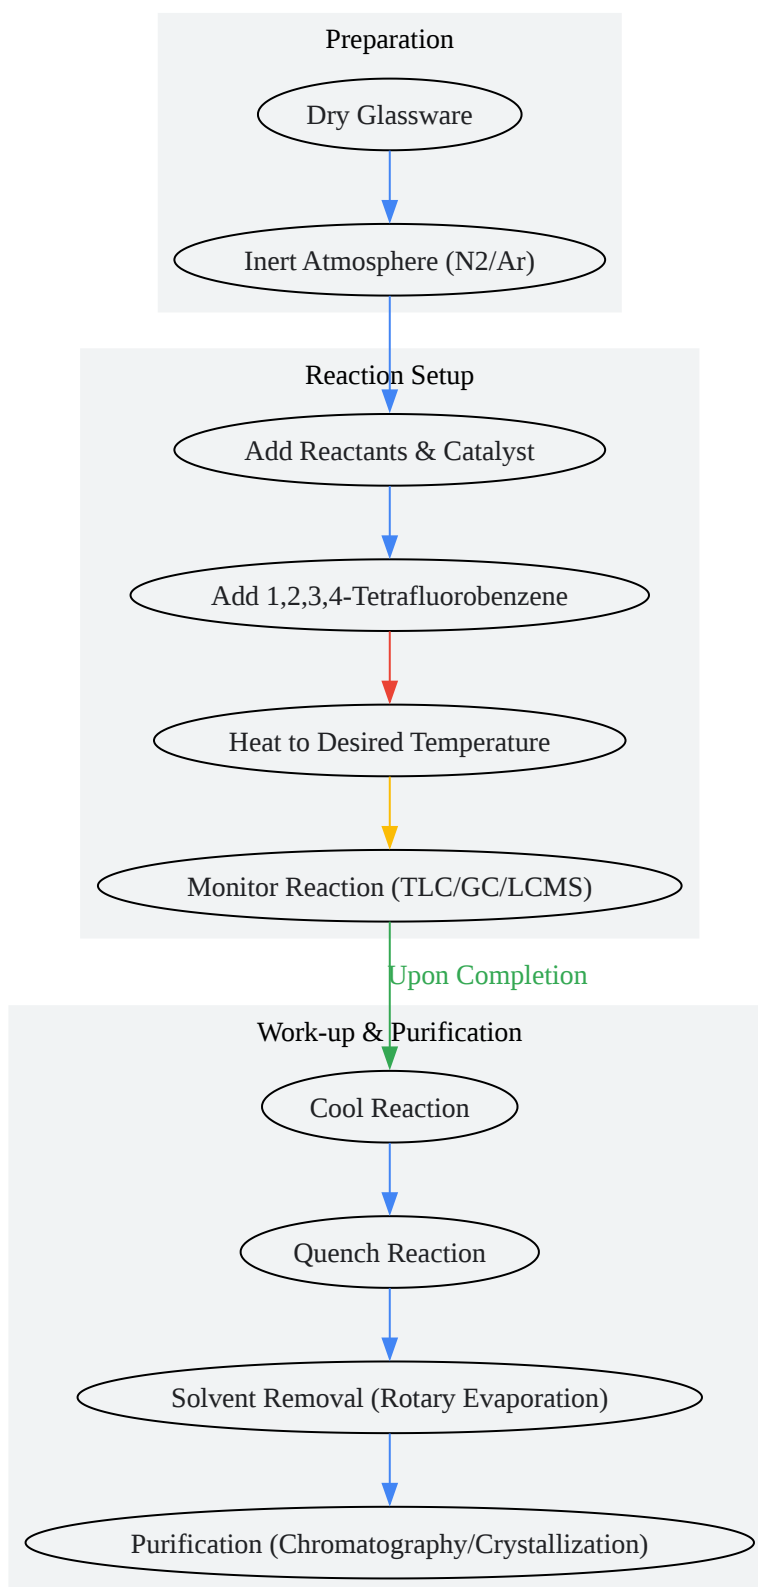 Preparation
Dry Glassware
Inert Atmosphere (N2/Ar)
Reaction Setup
Add Reactants & Catalyst
Add 1,2,3,4-Tetrafluorobenzene
Heat to Desired Temperature
Monitor Reaction (TLC/GC/LCMS)
Upon Completion
Work-up & Purification
Cool Reaction
Quench Reaction
Solvent Removal (Rotary Evaporation)
Purification (Chromatography/Crystallization)